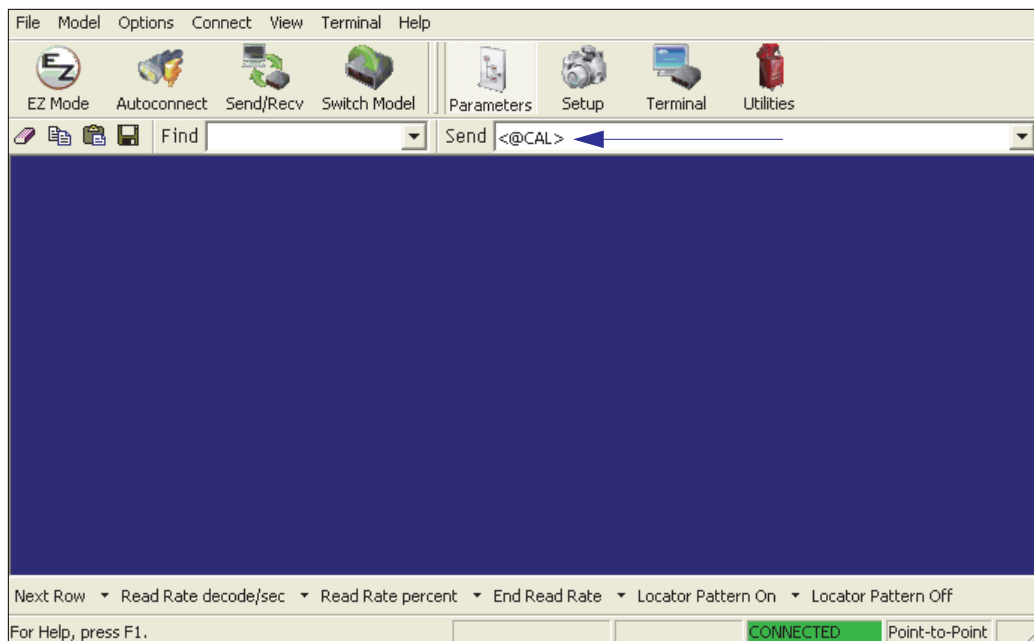 File Model Options Connect View Terminal Help
EZ
EZ Mode Autoconnect Send/Recv Switch Model Parameters Setup Terminal Utilities
Find Send <@CAL>
Next Row Read Rate decode/sec Read Rate percent End Read Rate Locator Pattern On Locator Pattern Off
For Help, press F1. CONNECTED Point-to-Point